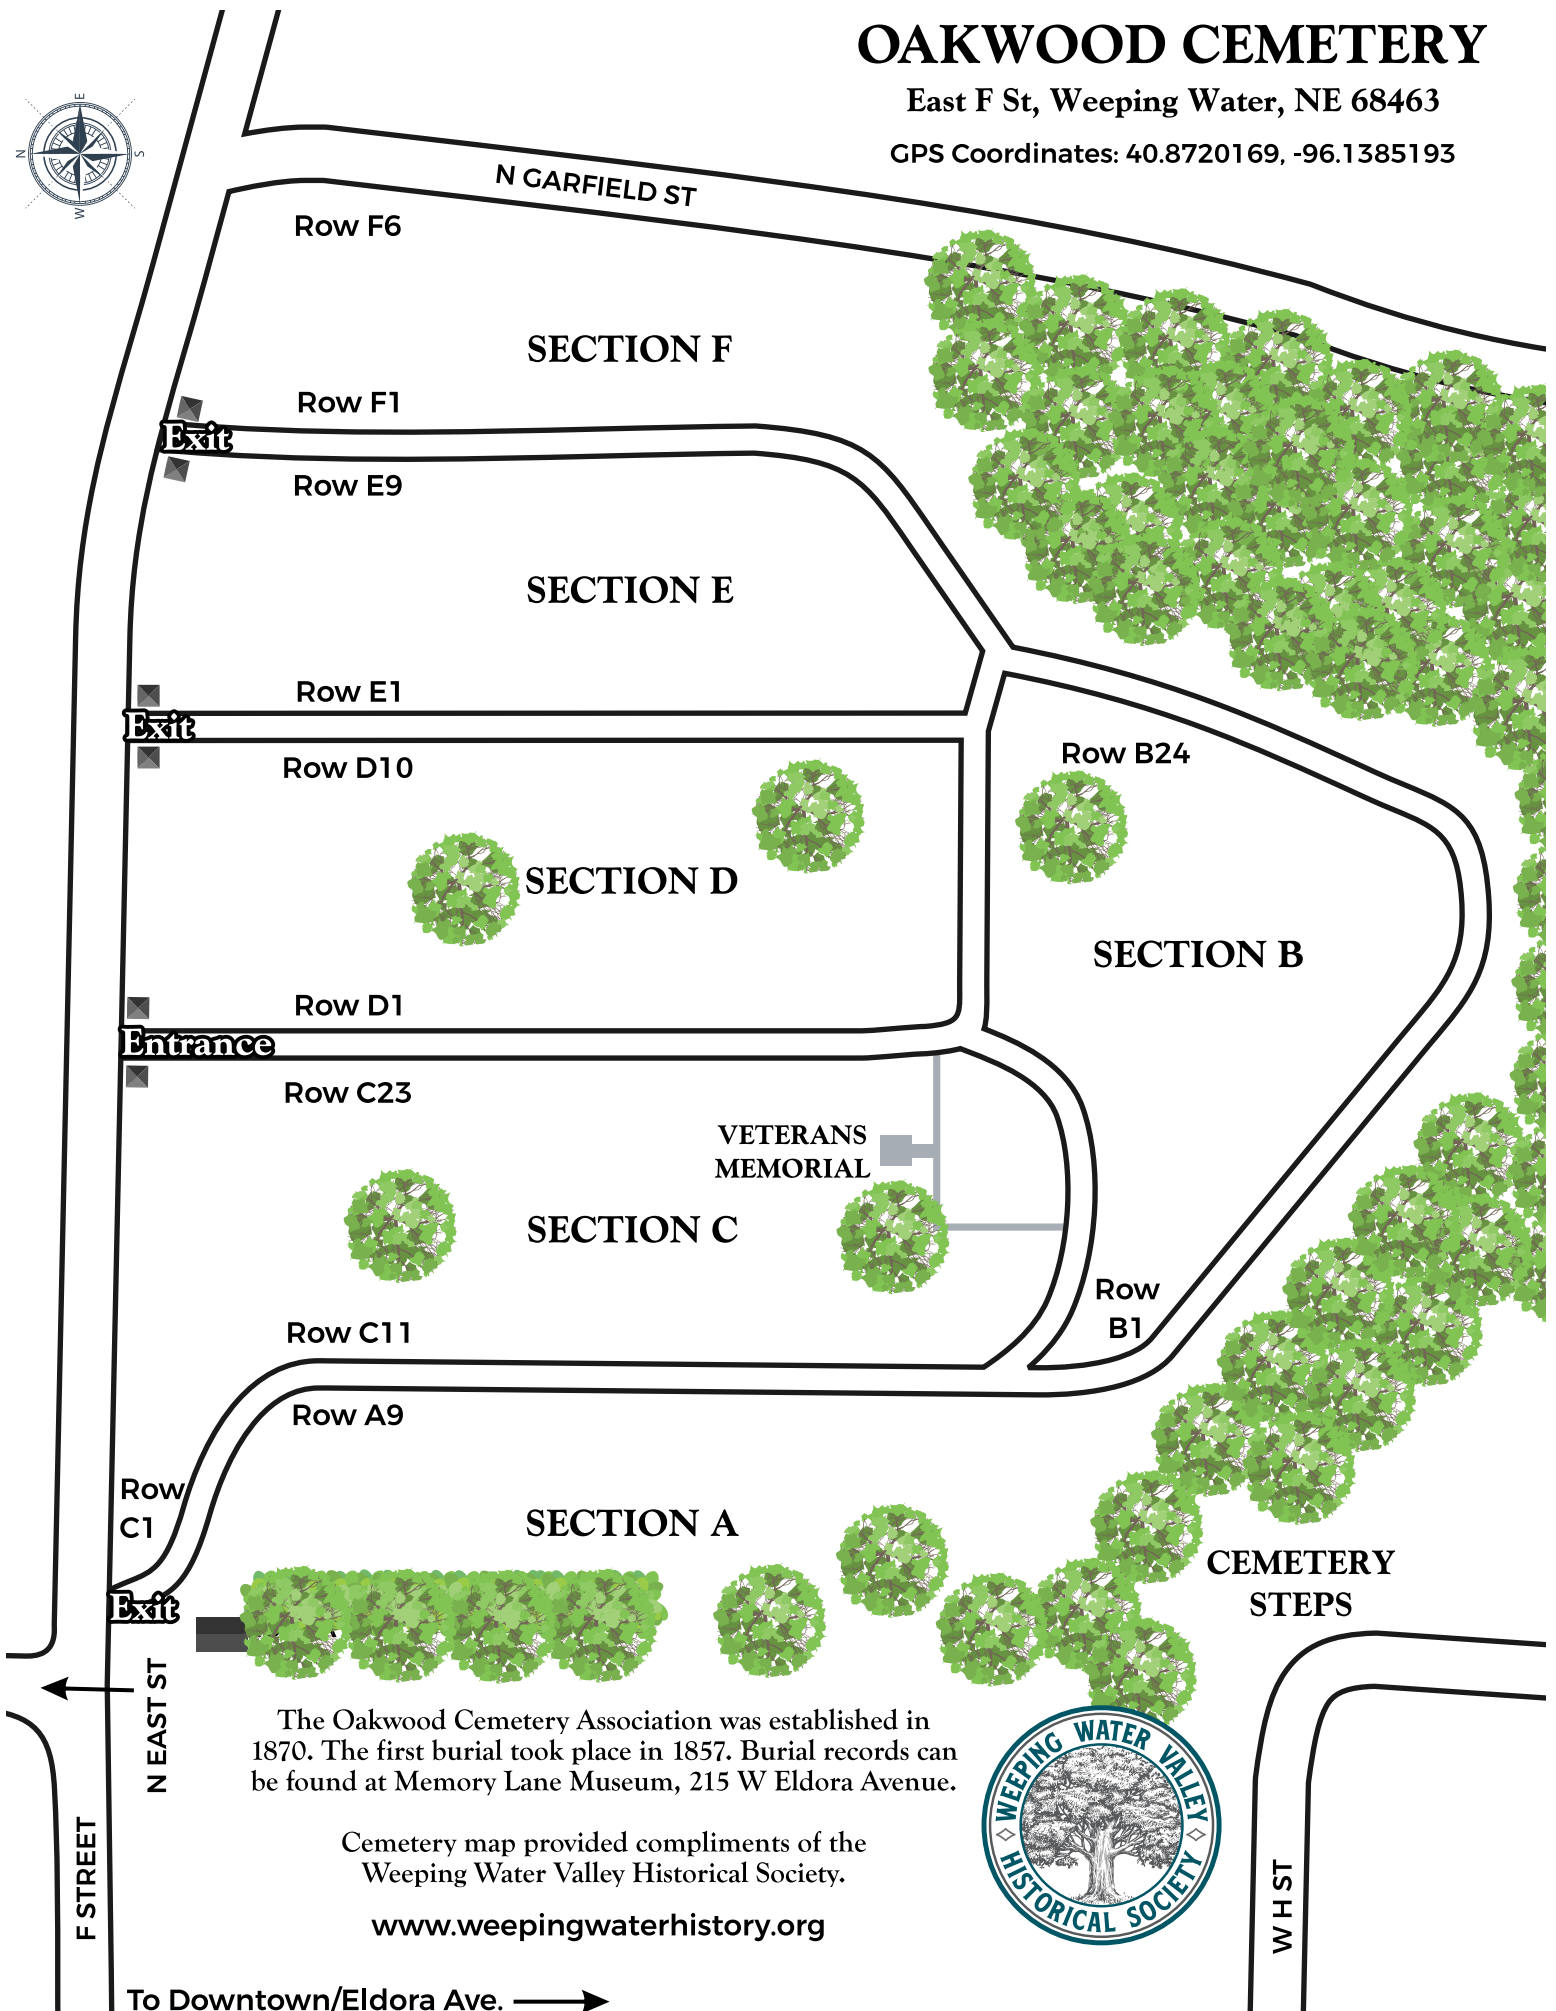 OAKWOOD CEMETERY
East F St, Weeping Water, NE 68463
GPS Coordinates: 40.8720169, -96.1385193
E
N
S
W
N GARFIELD ST
Row F6
SECTION F
Row F1
Exit
Row E9
SECTION E
Row E1
Exit
Row D10
Row B24
SECTION D
SECTION B
Row D1
Entrance
Row C23
VETERANS
MEMORIAL
SECTION C
Row
B1
Row C11
Row A9
Row
C1
SECTION A
CEMETERY
STEPS
Exit
N EAST ST
F STREET
The Oakwood Cemetery Association was established in
1870. The first burial took place in 1857. Burial records can
be found at Memory Lane Museum, 215 W Eldora Avenue.
Cemetery map provided compliments of the
Weeping Water Valley Historical Society.
www.weepingwaterhistory.org
WEEPING WATER VALLEY
HISTORICAL SOCIETY
W H ST
To Downtown/Eldora Ave.